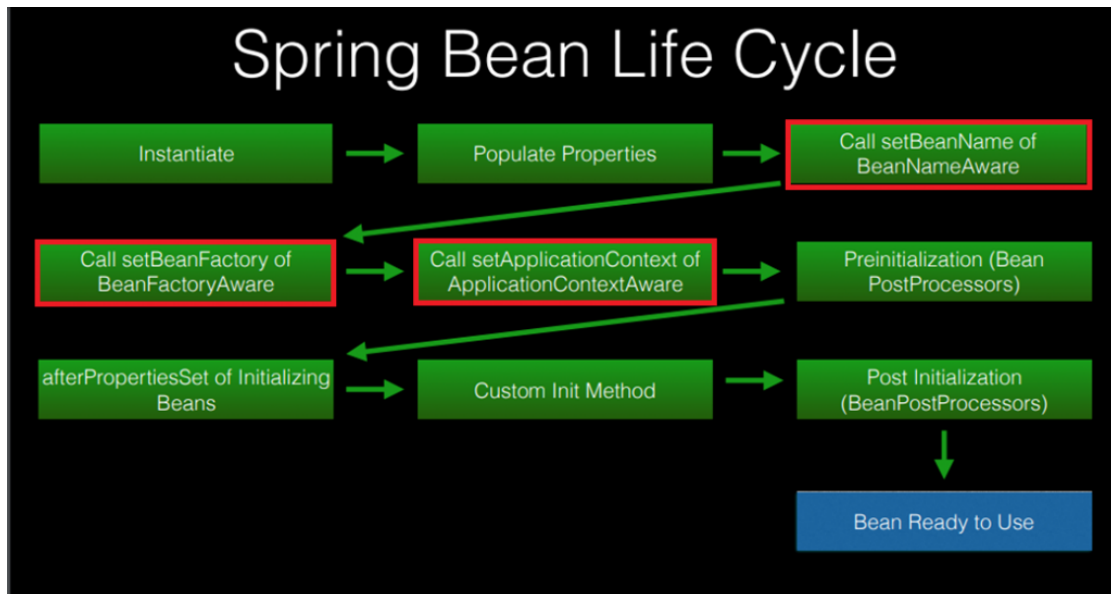 Spring Bean Life Cycle
Instantiate
Populate Properties
Call setBeanName of
BeanNameAware
Call setBeanFactory of
BeanFactoryAware
Call setApplicationContext of
ApplicationContextAware
Preinitialization (Bean
PostProcessors)
afterPropertiesSet of Initializing
Beans
Custom Init Method
Post Initialization
(BeanPostProcessors)
Bean Ready to Use